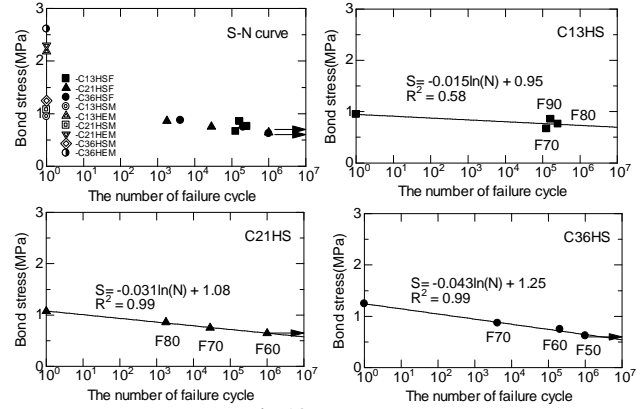 S-N curve
Bond stress(MPa)
3
2
1
0
-C13HSF
-C21HSF
-C36HSF
-C13HSM
-C13HEM
-C21HSM
-C21HEM
-C36HSM
-C36HEM
10^0 10^1 10^2 10^3 10^4 10^5 10^6 10^7
The number of failure cycle
C13HS
Bond stress(MPa)
3
2
1
0
S=-0.015ln(N) + 0.95
R^2 = 0.58
F90
F80
F70
10^0 10^1 10^2 10^3 10^4 10^5 10^6 10^7
The number of failure cycle
C21HS
Bond stress(MPa)
3
2
1
0
S=-0.031ln(N) + 1.08
R^2 = 0.99
F80 F70 F60
10^0 10^1 10^2 10^3 10^4 10^5 10^6 10^7
The number of failure cycle
C36HS
Bond stress(MPa)
3
2
1
0
S=-0.043ln(N) + 1.25
R^2 = 0.99
F70 F60 F50
10^0 10^1 10^2 10^3 10^4 10^5 10^6 10^7
The number of failure cycle